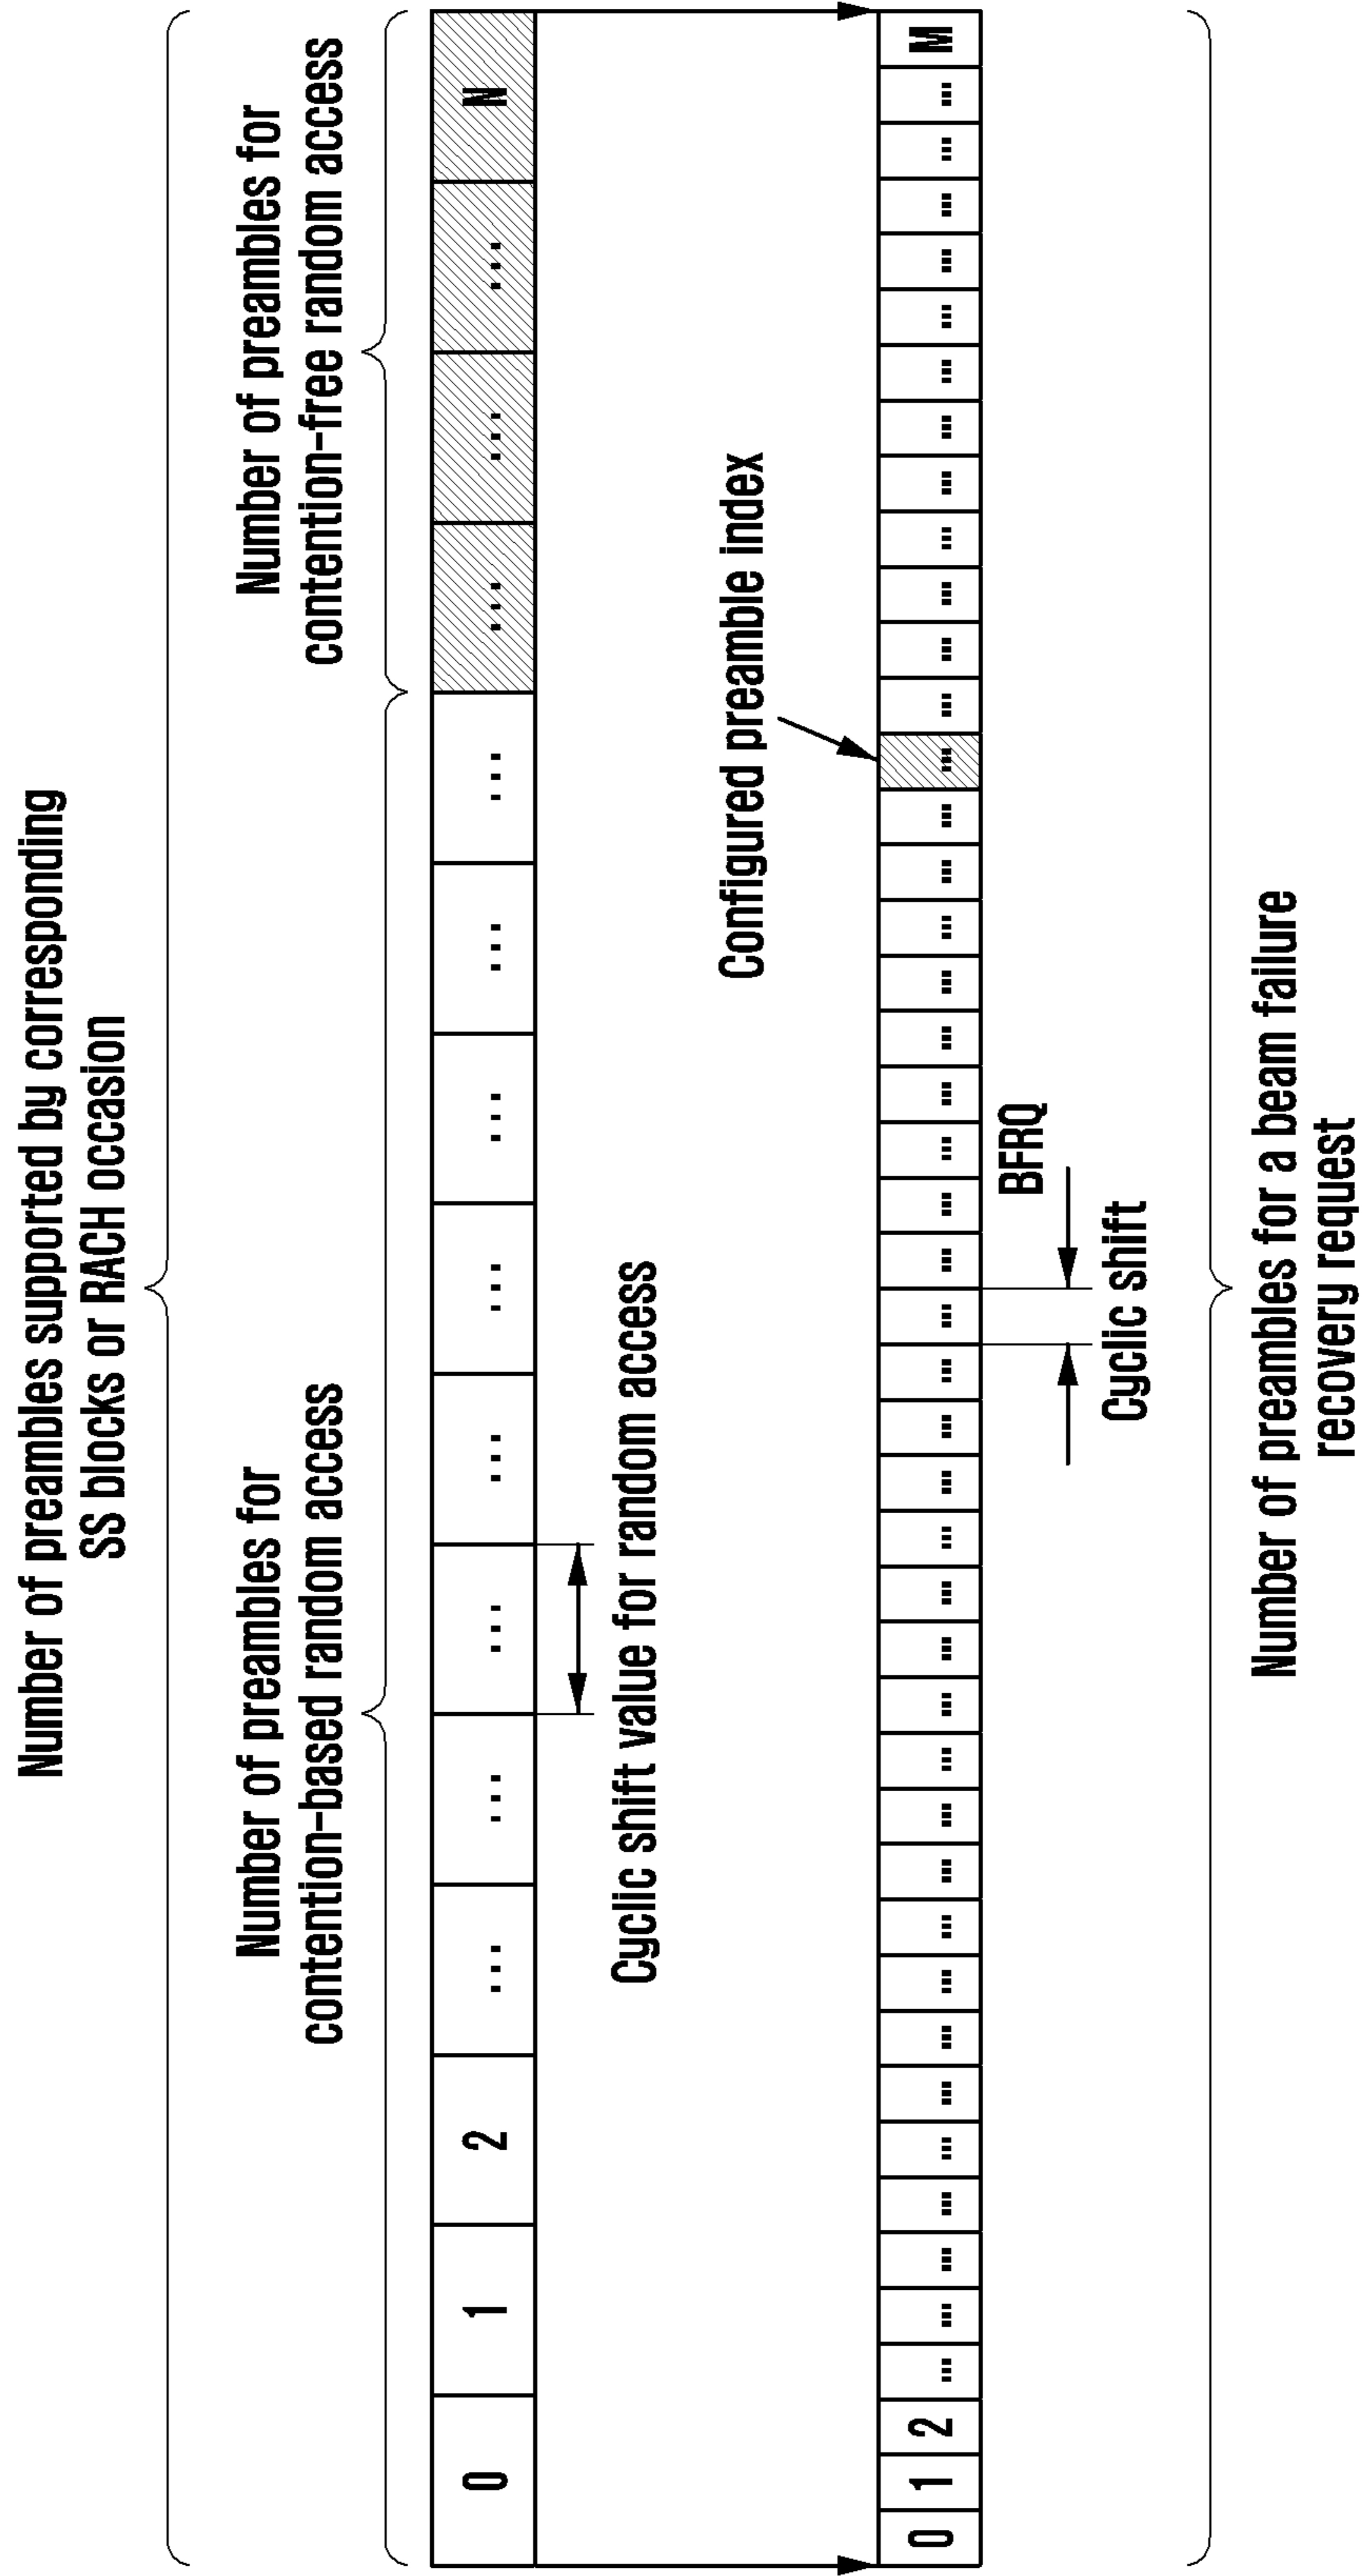 Number of preambles supported by corresponding
SS blocks or RACH occasion
Number of preambles for
contention-based random access
Number of preambles for
contention-free random access
0 1 2 ... ... ... ... ... ... ... ... ... ... ... N
Cyclic shift value for random access
Configured preamble index
0 1 2 ... ... ... ... ... ... ... ... ... ... ... ... ... ... ... ... ... ... ... ... ... ... ... ... ... ... ... ... ... ... ... ... ... ... ... ... ... ... ... ... ... ... M
BFRQ
Cyclic shift
Number of preambles for a beam failure
recovery request